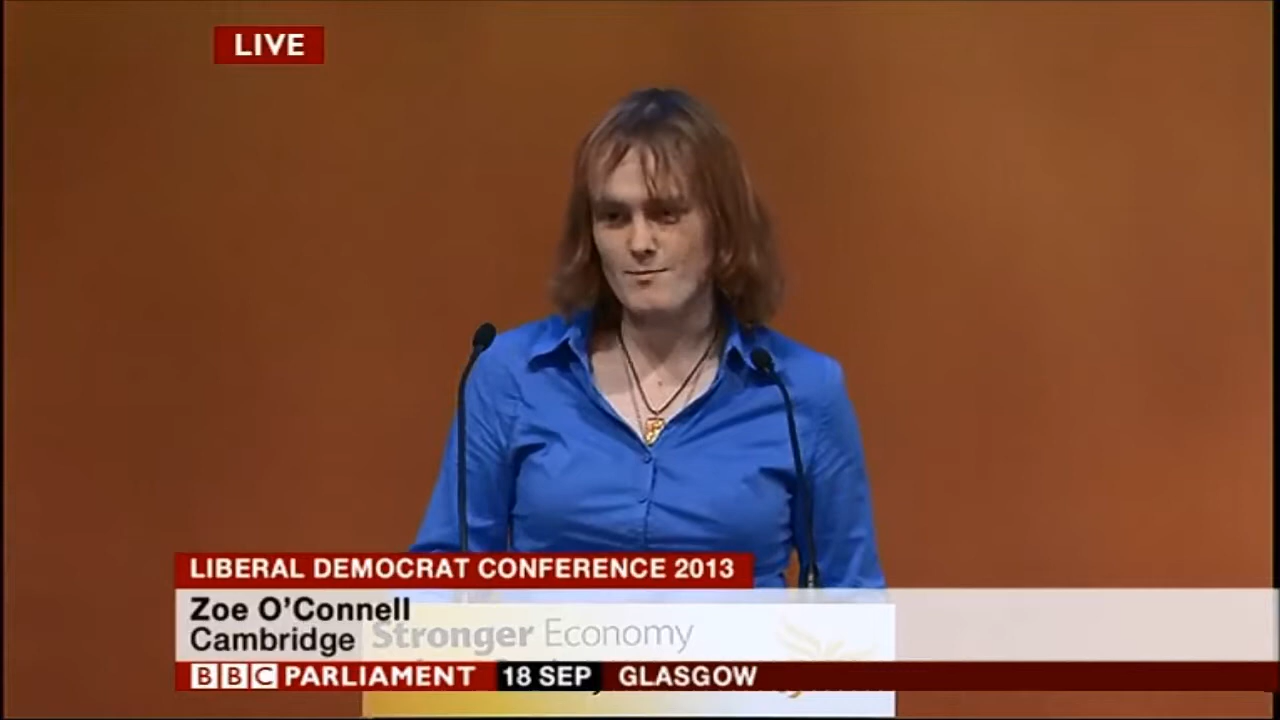 LIVE
LIBERAL DEMOCRAT CONFERENCE 2013
Zoe O'Connell
Cambridge
Stronger Economy
BBC PARLIAMENT 18 SEP GLASGOW